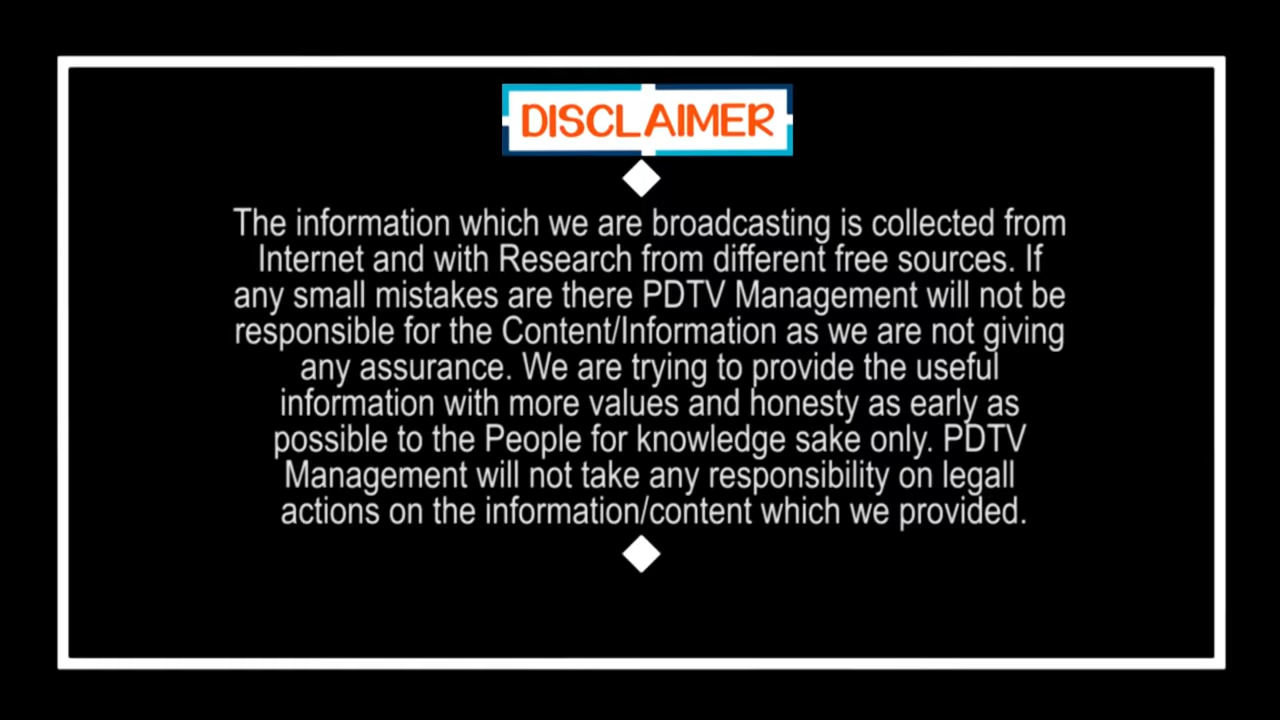 DISCLAIMER
The information which we are broadcasting is collected from
Internet and with Research from different free sources. If
any small mistakes are there PDTV Management will not be
responsible for the Content/Information as we are not giving
any assurance. We are trying to provide the useful
information with more values and honesty as early as
possible to the People for knowledge sake only. PDTV
Management will not take any responsibility on legall
actions on the information/content which we provided.